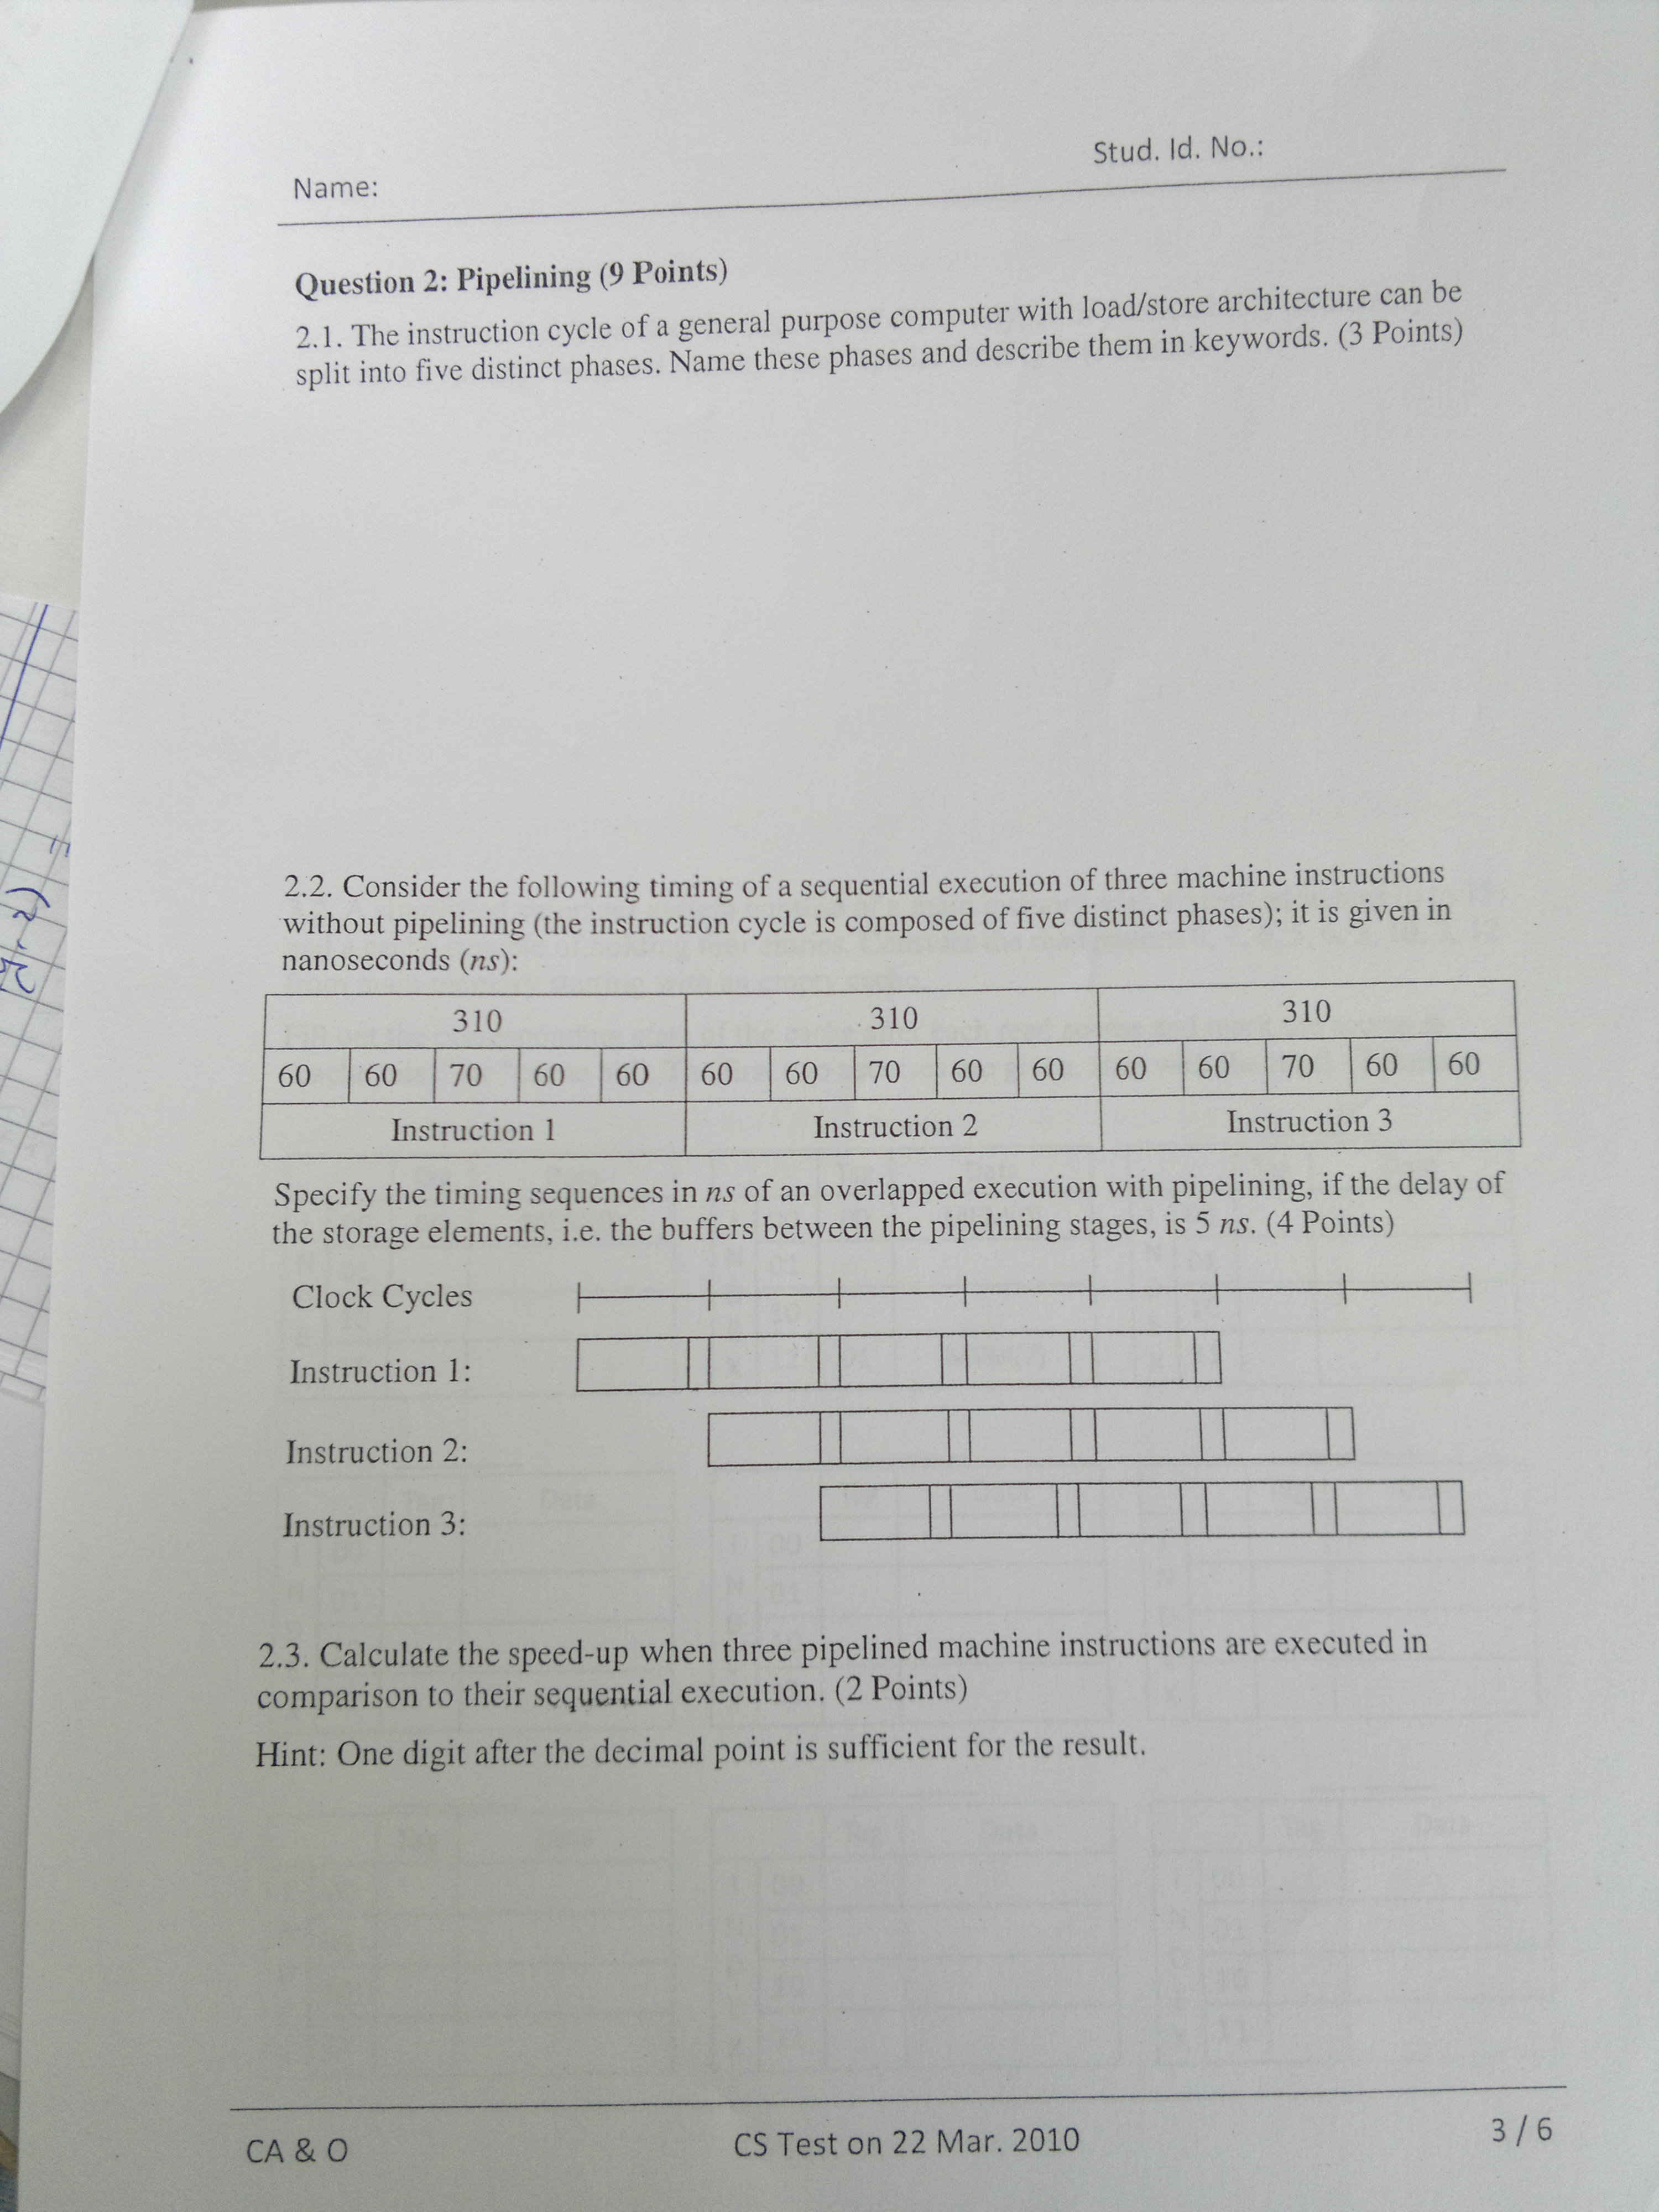 Stud. Id. No.:
Name:
Question 2: Pipelining (9 Points)
2.1. The instruction cycle of a general purpose computer with load/store architecture can be
split into five distinct phases. Name these phases and describe them in keywords. (3 Points)
2.2. Consider the following timing of a sequential execution of three machine instructions
without pipelining (the instruction cycle is composed of five distinct phases); it is given in
nanoseconds (ns):
310 310 310
60 60 70 60 60 60 60 70 60 60 60 60 70 60 60
Instruction 1 Instruction 2 Instruction 3
Specify the timing sequences in ns of an overlapped execution with pipelining, if the delay of
the storage elements, i.e. the buffers between the pipelining stages, is 5 ns. (4 Points)
Clock Cycles
Instruction 1:
Instruction 2:
Instruction 3:
2.3. Calculate the speed-up when three pipelined machine instructions are executed in
comparison to their sequential execution. (2 Points)
Hint: One digit after the decimal point is sufficient for the result.
CA & O CS Test on 22 Mar. 2010 3 / 6